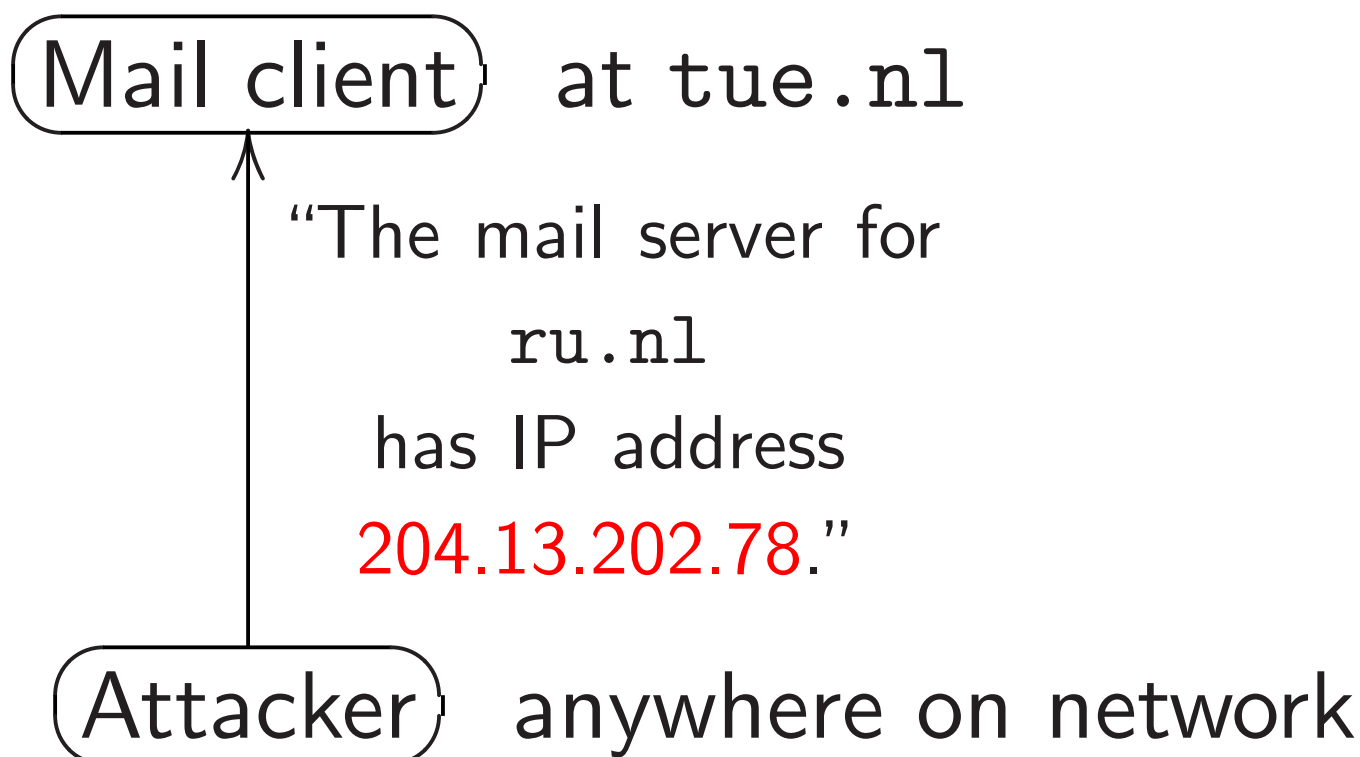 Mail client at tue.nl
“The mail server for
ru.nl
has IP address
204.13.202.78.”
Attacker anywhere on network